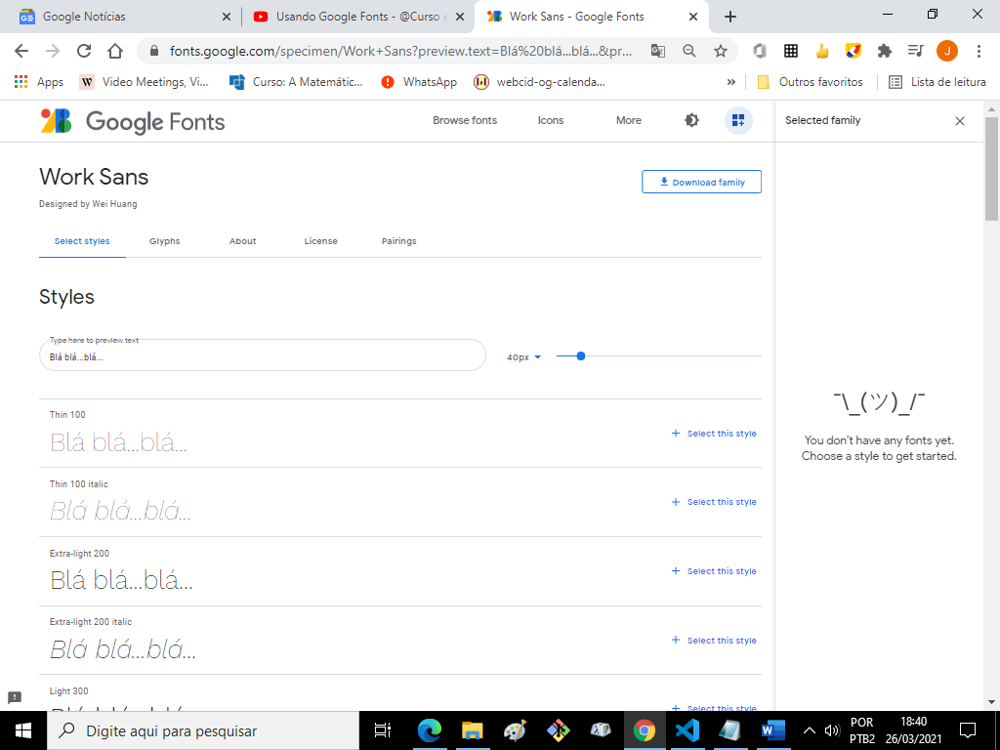 Google Notícias
Usando Google Fonts - @Curso e
Work Sans - Google Fonts
fonts.google.com/specimen/Work+Sans?preview.text=Blá%20blá...blá...&pr...
J
Apps
Video Meetings, Vi...
Curso: A Matemátic...
WhatsApp
webcid-og-calenda...
»
Outros favoritos
Lista de leitura
Google Fonts
Browse fonts
Icons
More
Selected family
Work Sans
Download family
Designed by Wei Huang
Select styles
Glyphs
About
License
Pairings
Styles
Type here to preview text
Blá blá...blá...
40px
Thin 100
Blá blá...blá...
+ Select this style
Thin 100 italic
Blá blá...blá...
+ Select this style
Extra-light 200
Blá blá...blá...
+ Select this style
Extra-light 200 italic
Blá blá...blá...
+ Select this style
Light 300
Blá blá...blá...
+ Select this style
¯\_(ツ)_/¯
You don't have any fonts yet.
Choose a style to get started.
Digite aqui para pesquisar
POR
PTB2
18:40
26/03/2021